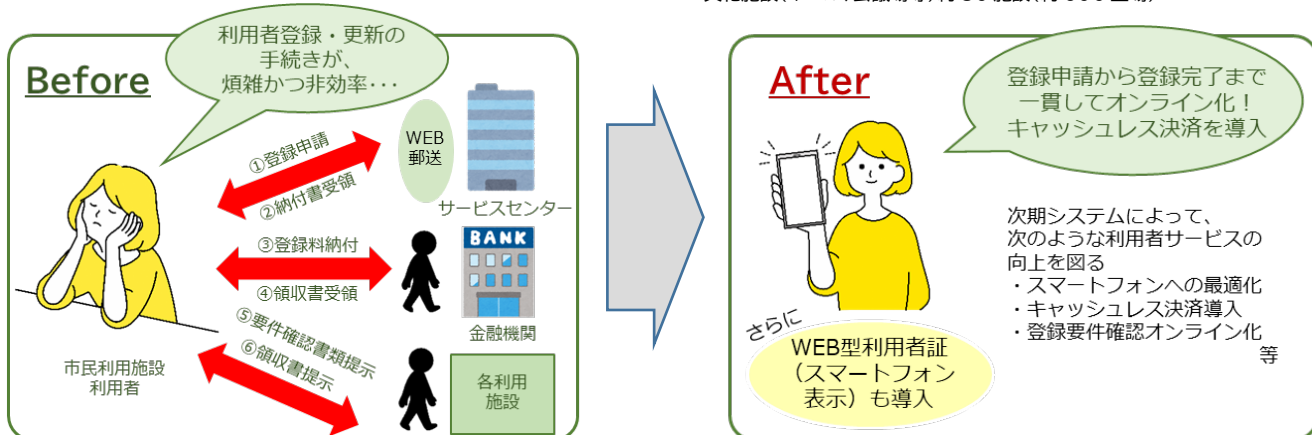 Before
利用者登録・更新の
手続きが、
煩雑かつ非効率･･･
①登録申請
②納付書受領
WEB
郵送
サービスセンター
③登録料納付
④領収書受領
BANK
金融機関
⑤要件確認書類提示
⑥領収書提示
各利用
施設
市民利用施設
利用者
After
登録申請から登録完了まで
一貫してオンライン化！
キャッシュレス決済を導入
次期システムによって、
次のような利用者サービスの
向上を図る
・スマートフォンへの最適化
・キャッシュレス決済導入
・登録要件確認オンライン化
等
さらに
WEB型利用者証
（スマートフォン
表示）も導入